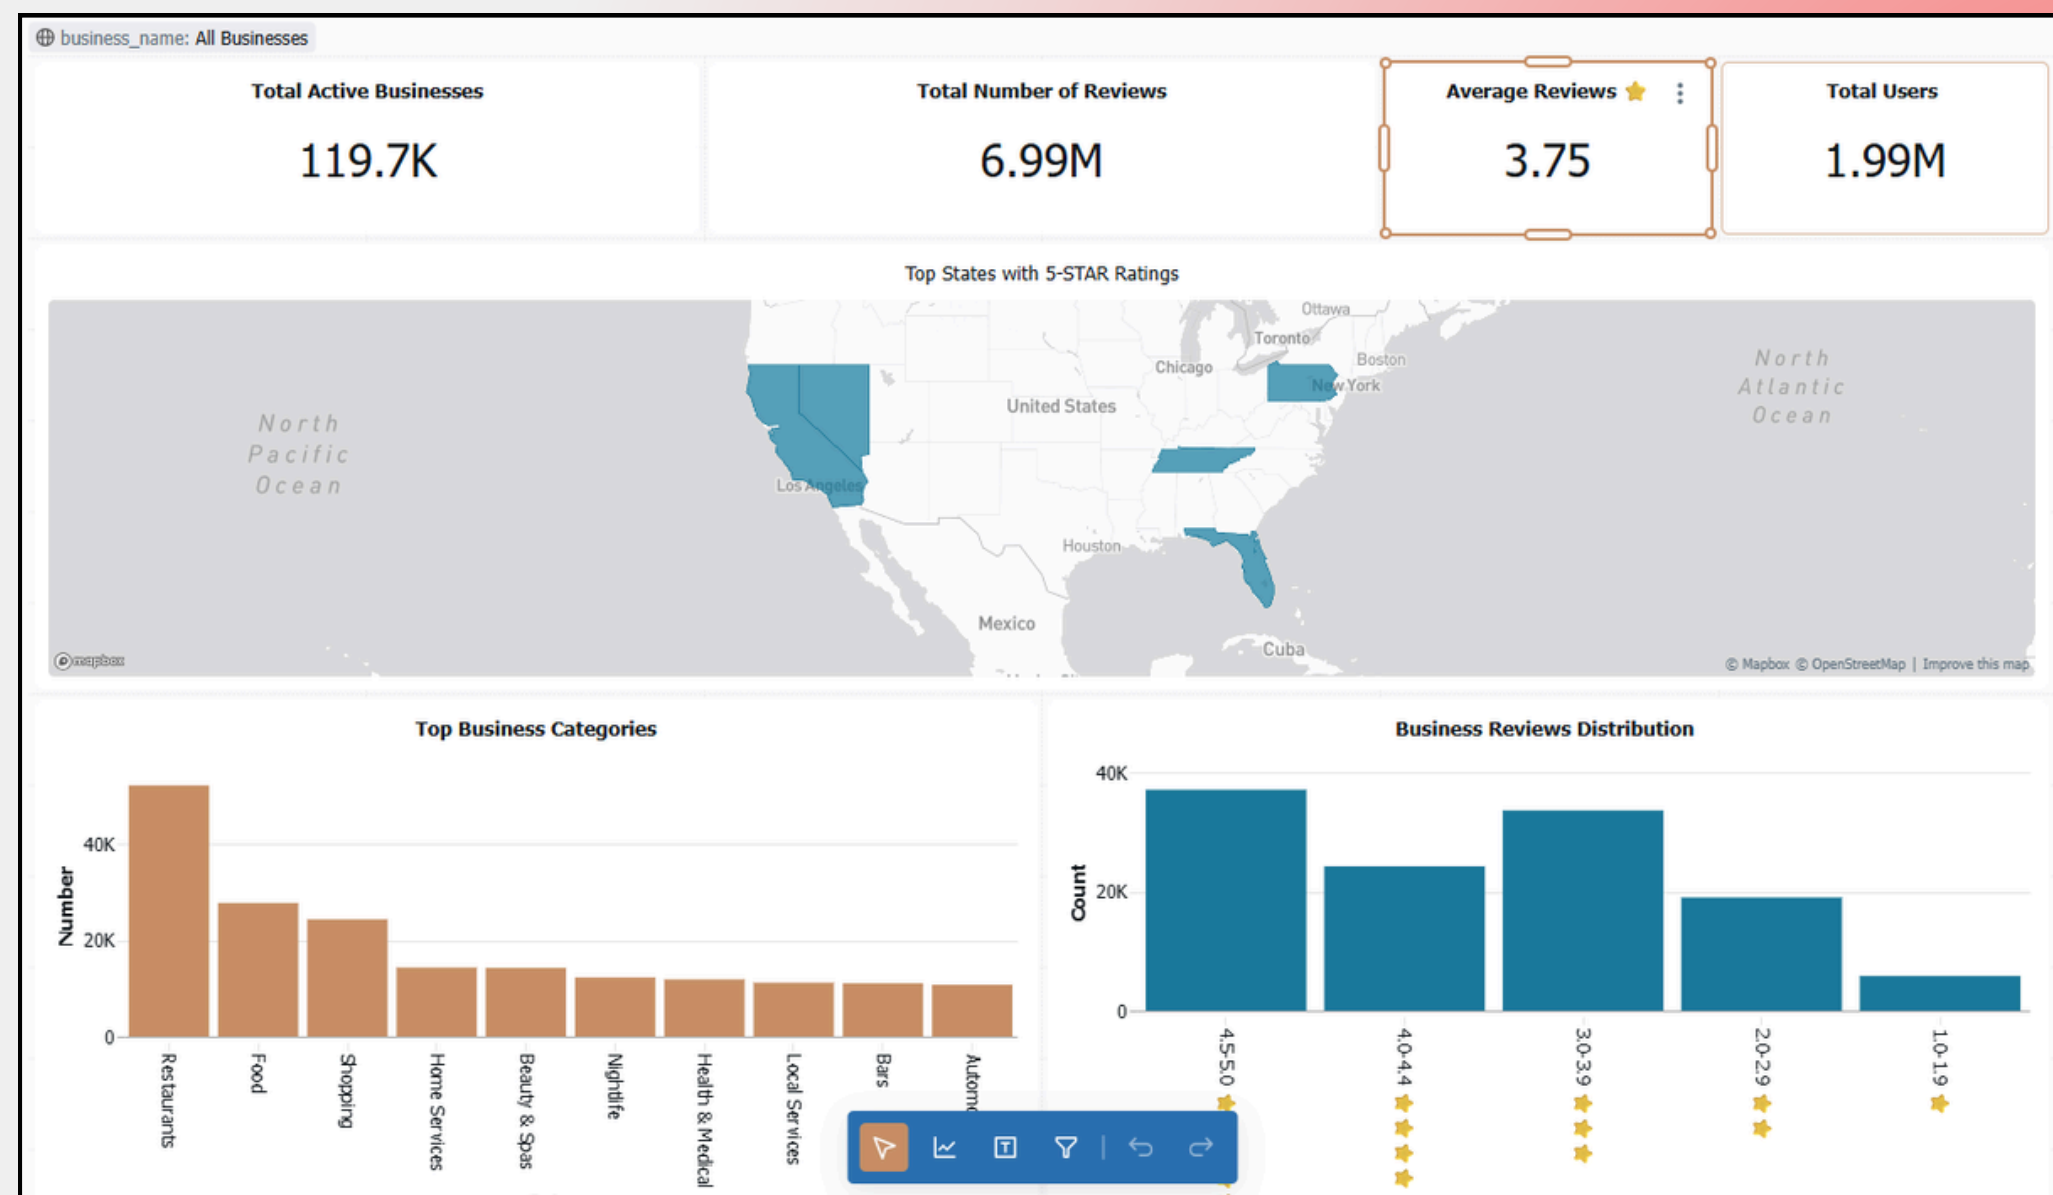 business_name: All Businesses
Total Active Businesses
119.7K
Total Number of Reviews
6.99M
Average Reviews
3.75
Total Users
1.99M
Top States with 5-STAR Ratings
North
Pacific
Ocean
Los Angeles
United States
Chicago
Ottawa
Toronto
Boston
New York
Houston
Mexico
Cuba
North
Atlantic
Ocean
mapbox
© Mapbox © OpenStreetMap | Improve this map
Top Business Categories
Number
40K
20K
0
Restaurants
Food
Shopping
Home Services
Beauty & Spas
Nightlife
Health & Medical
Local Services
Bars
Business Reviews Distribution
Count
40K
20K
0
4.5-5.0
4.0-4.4
3.0-3.9
2.0-2.9
1.0-1.9